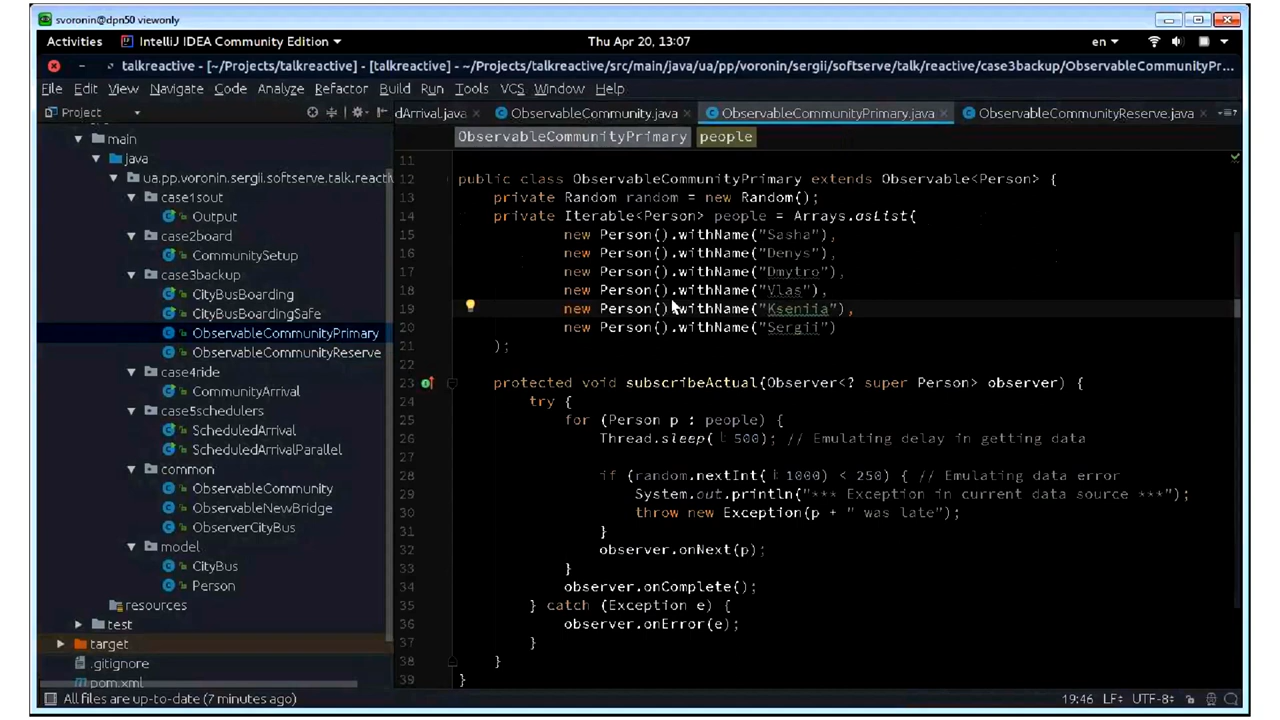 svoronin@dpn50 viewonly
Activities IntelliJ IDEA Community Edition Thu Apr 20, 13:07 en
talkreactive - [~/Projects/talkreactive] - [talkreactive] - ~/Projects/talkreactive/src/main/java/ua/pp/voronin/sergii/softserve/talk/reactive/case3backup/ObservableCommunityPr...
File Edit View Navigate Code Analyze Refactor Build Run Tools VCS Window Help
Project dArrival.java ObservableCommunity.java ObservableCommunityPrimary.java ObservableCommunityReserve.java
ObservableCommunityPrimary people
main
java
ua.pp.voronin.sergii.softserve.talk.reactiv
case1sout
Output
case2board
CommunitySetup
case3backup
CityBusBoarding
CityBusBoardingSafe
ObservableCommunityPrimary
ObservableCommunityReserve
case4ride
CommunityArrival
case5schedulers
ScheduledArrival
ScheduledArrivalParallel
common
ObservableCommunity
ObservableNewBridge
ObserverCityBus
model
CityBus
Person
resources
test
target
.gitignore
pom.xml
11
12 public class ObservableCommunityPrimary extends Observable<Person> {
13 private Random random = new Random();
14 private Iterable<Person> people = Arrays.asList(
15 new Person().withName("Sasha"),
16 new Person().withName("Denys"),
17 new Person().withName("Dmytro"),
18 new Person().withName("Vlas"),
19 new Person().withName("Kseniia"),
20 new Person().withName("Sergii")
21 );
22
23 protected void subscribeActual(Observer<? super Person> observer) {
24 try {
25 for (Person p : people) {
26 Thread.sleep( l: 500); // Emulating delay in getting data
27
28 if (random.nextInt( i: 1000) < 250) { // Emulating data error
29 System.out.println("*** Exception in current data source ***");
30 throw new Exception(p + " was late");
31 }
32 observer.onNext(p);
33 }
34 observer.onComplete();
35 } catch (Exception e) {
36 observer.onError(e);
37 }
38 }
39 }
All files are up-to-date (7 minutes ago) 19:46 LF÷ UTF-8÷